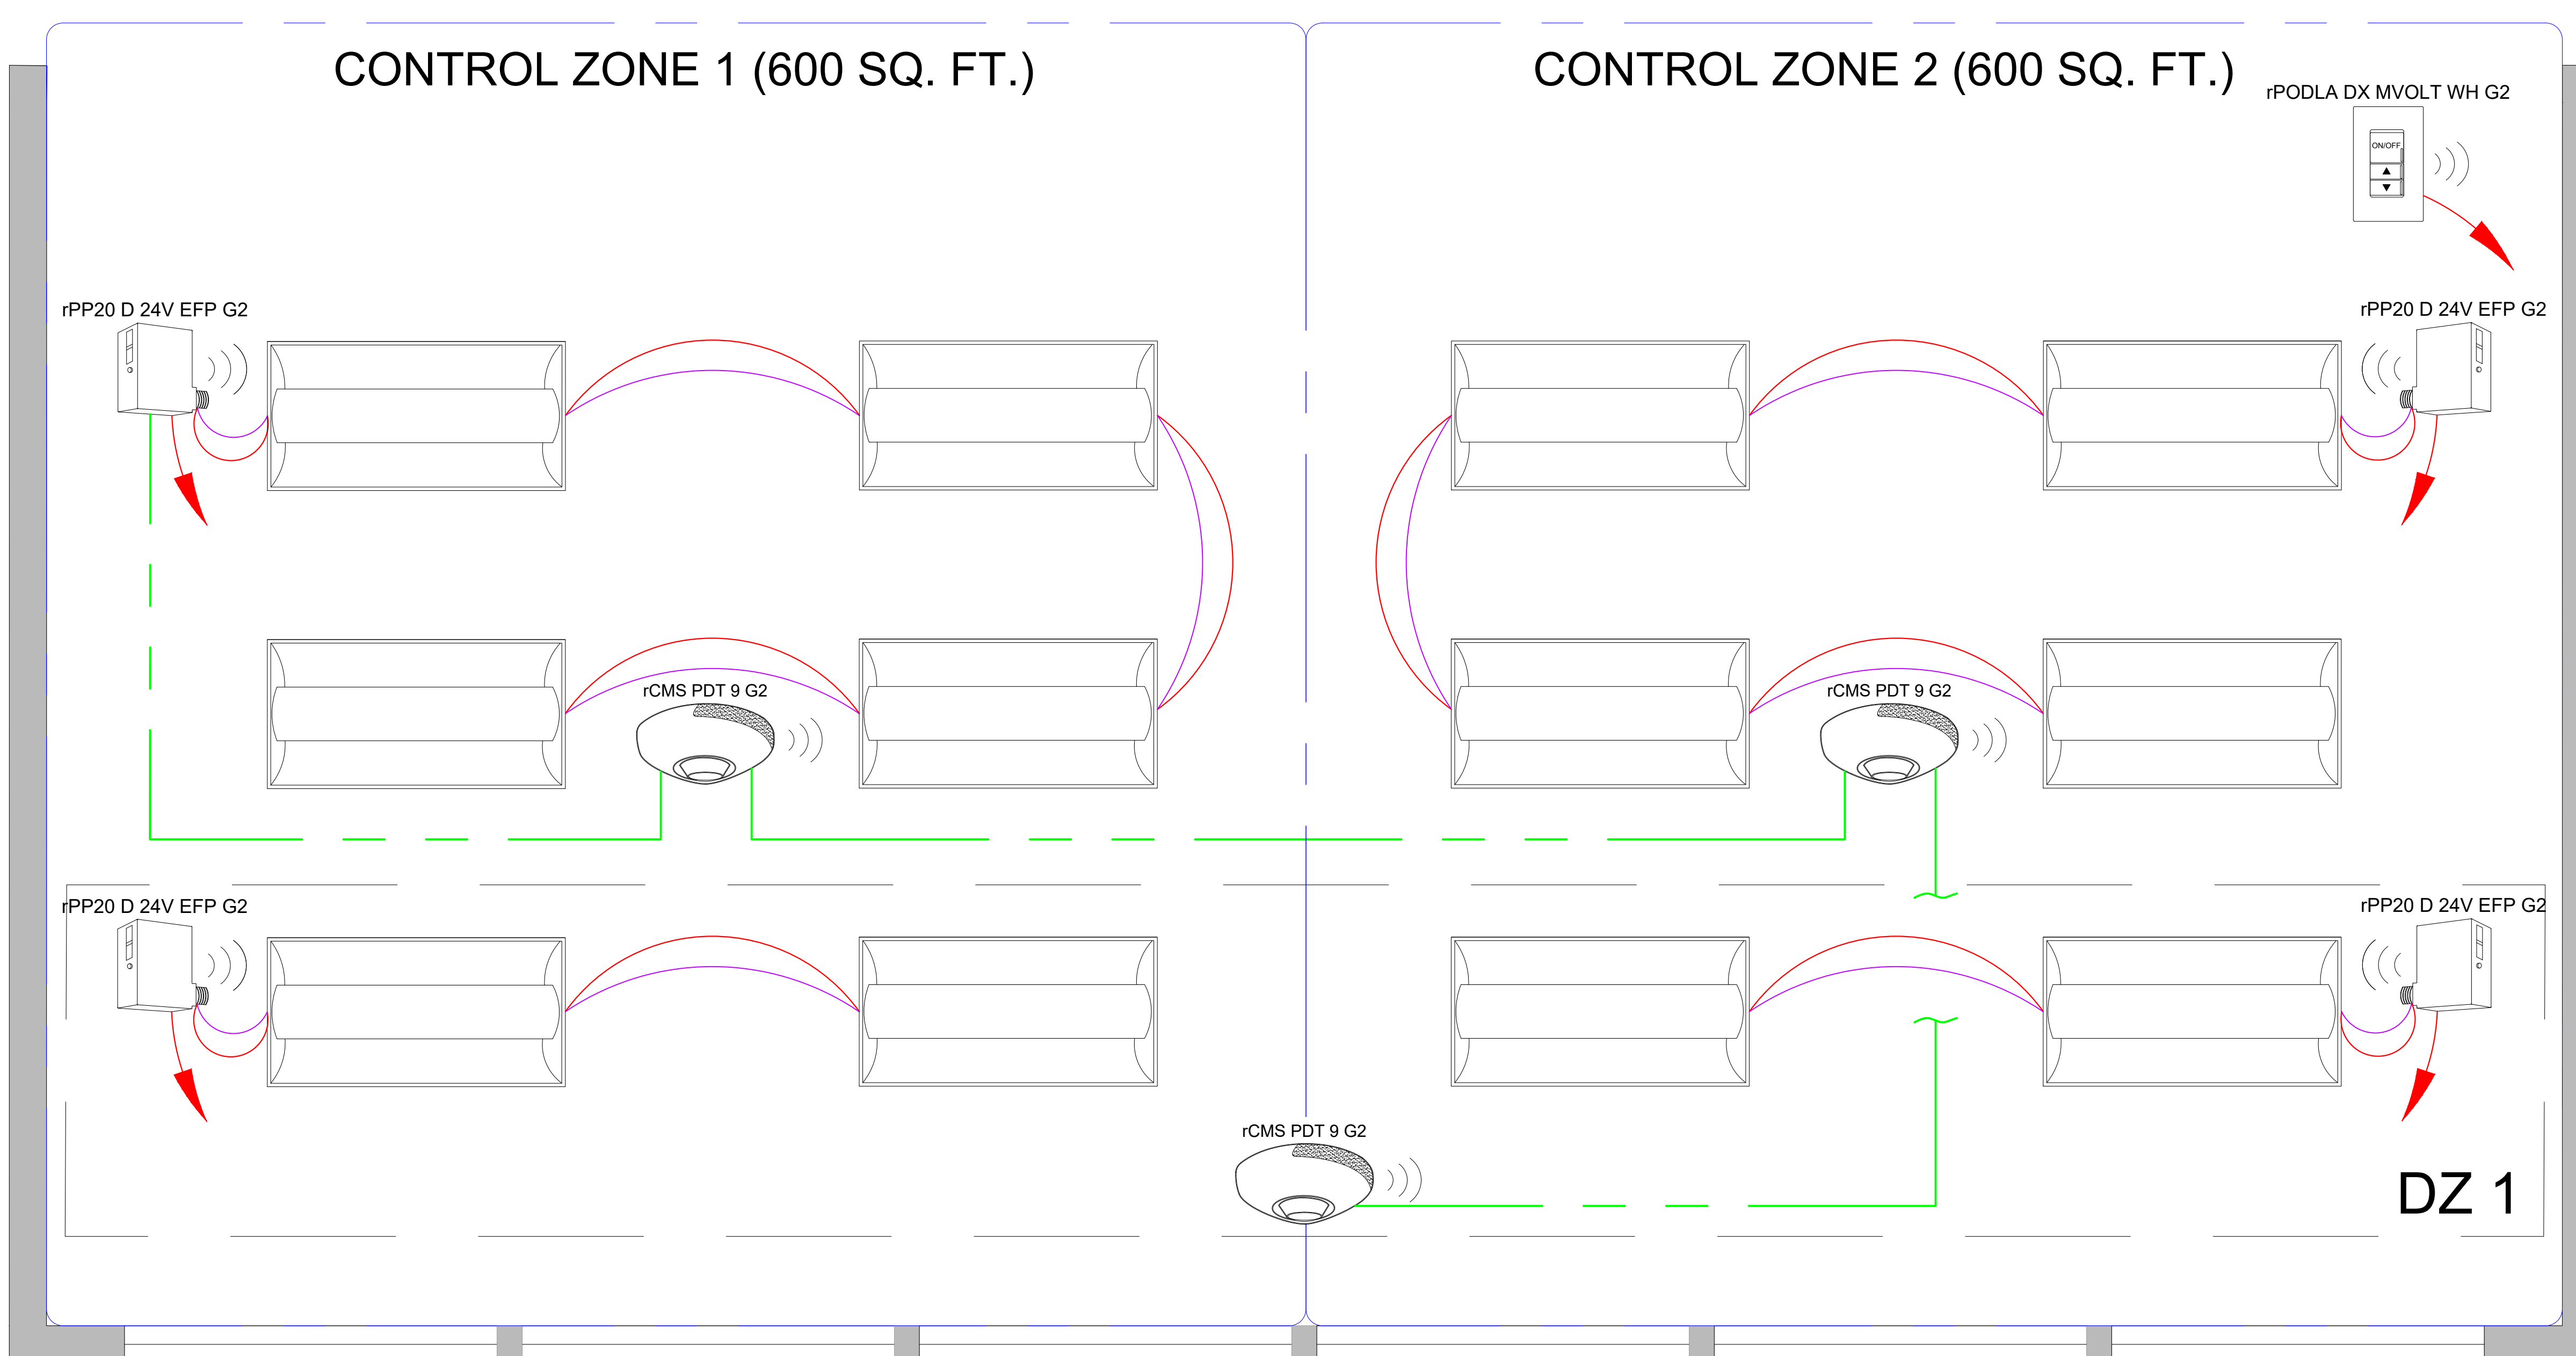 CONTROL ZONE 1 (600 SQ. FT.)
CONTROL ZONE 2 (600 SQ. FT.)
rPODLA DX MVOLT WH G2
ON/OFF
rPP20 D 24V EFP G2
rPP20 D 24V EFP G2
rCMS PDT 9 G2
rCMS PDT 9 G2
rPP20 D 24V EFP G2
rPP20 D 24V EFP G2
rCMS PDT 9 G2
DZ 1